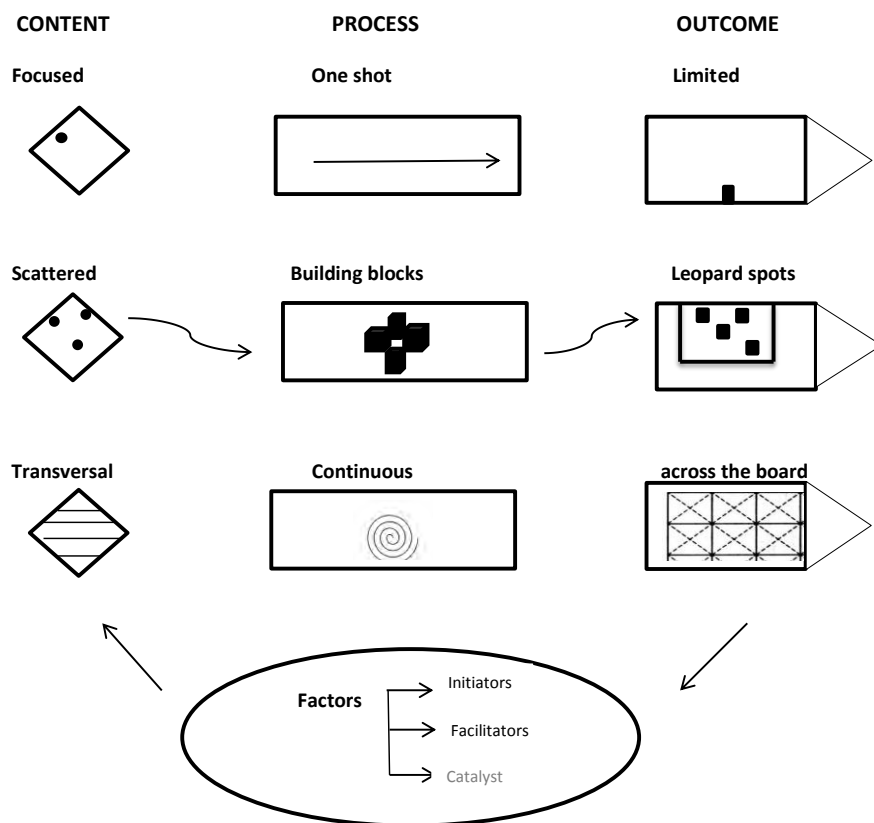 CONTENT PROCESS OUTCOME
Focused One shot Limited
Scattered Building blocks Leopard spots
Transversal Continuous across the board
Factors
Initiators
Facilitators
Catalyst